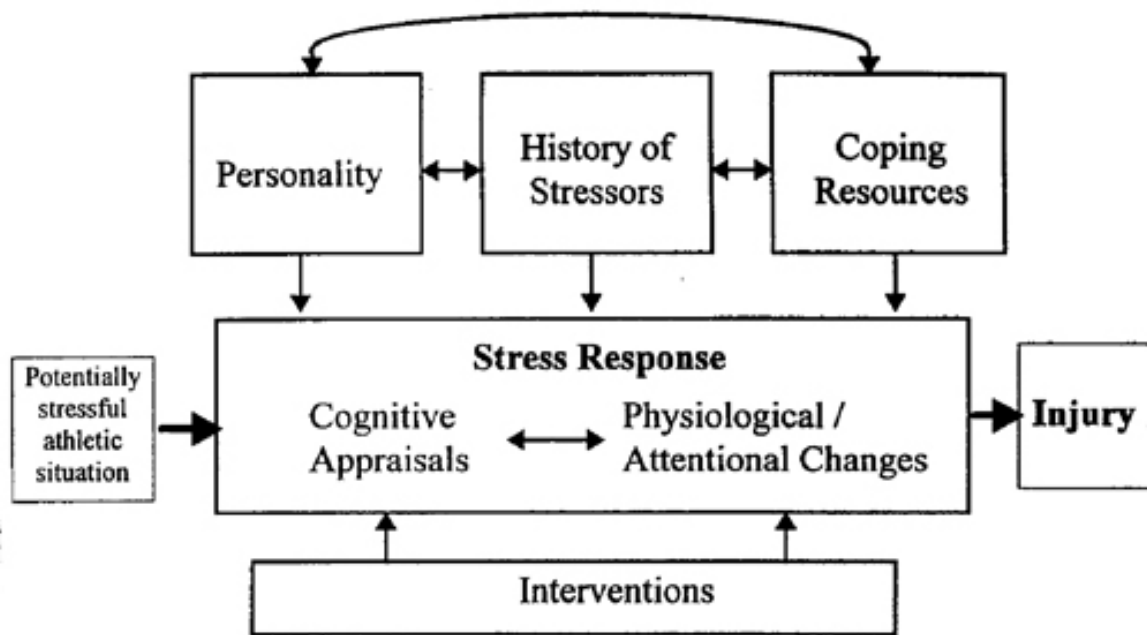 Personality
History of
Stressors
Coping
Resources
Potentially
stressful
athletic
situation
Stress Response
Cognitive
Appraisals
Physiological /
Attentional Changes
Injury
Interventions